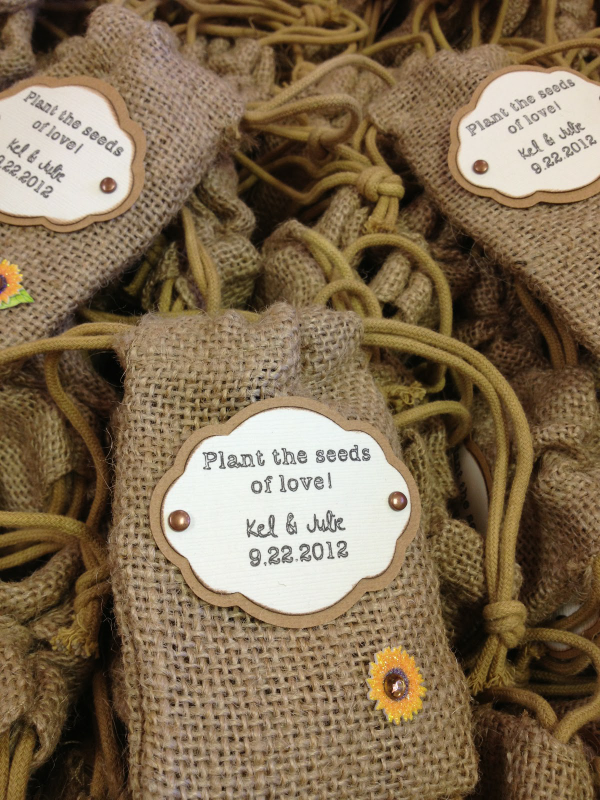 Plant the seeds
of love!
Kel & Julie
9.22.2012
Plant the seeds
of love!
Kel & Julie
9.22.2012
Plant the seeds
of love!
Kel & Julie
9.22.2012